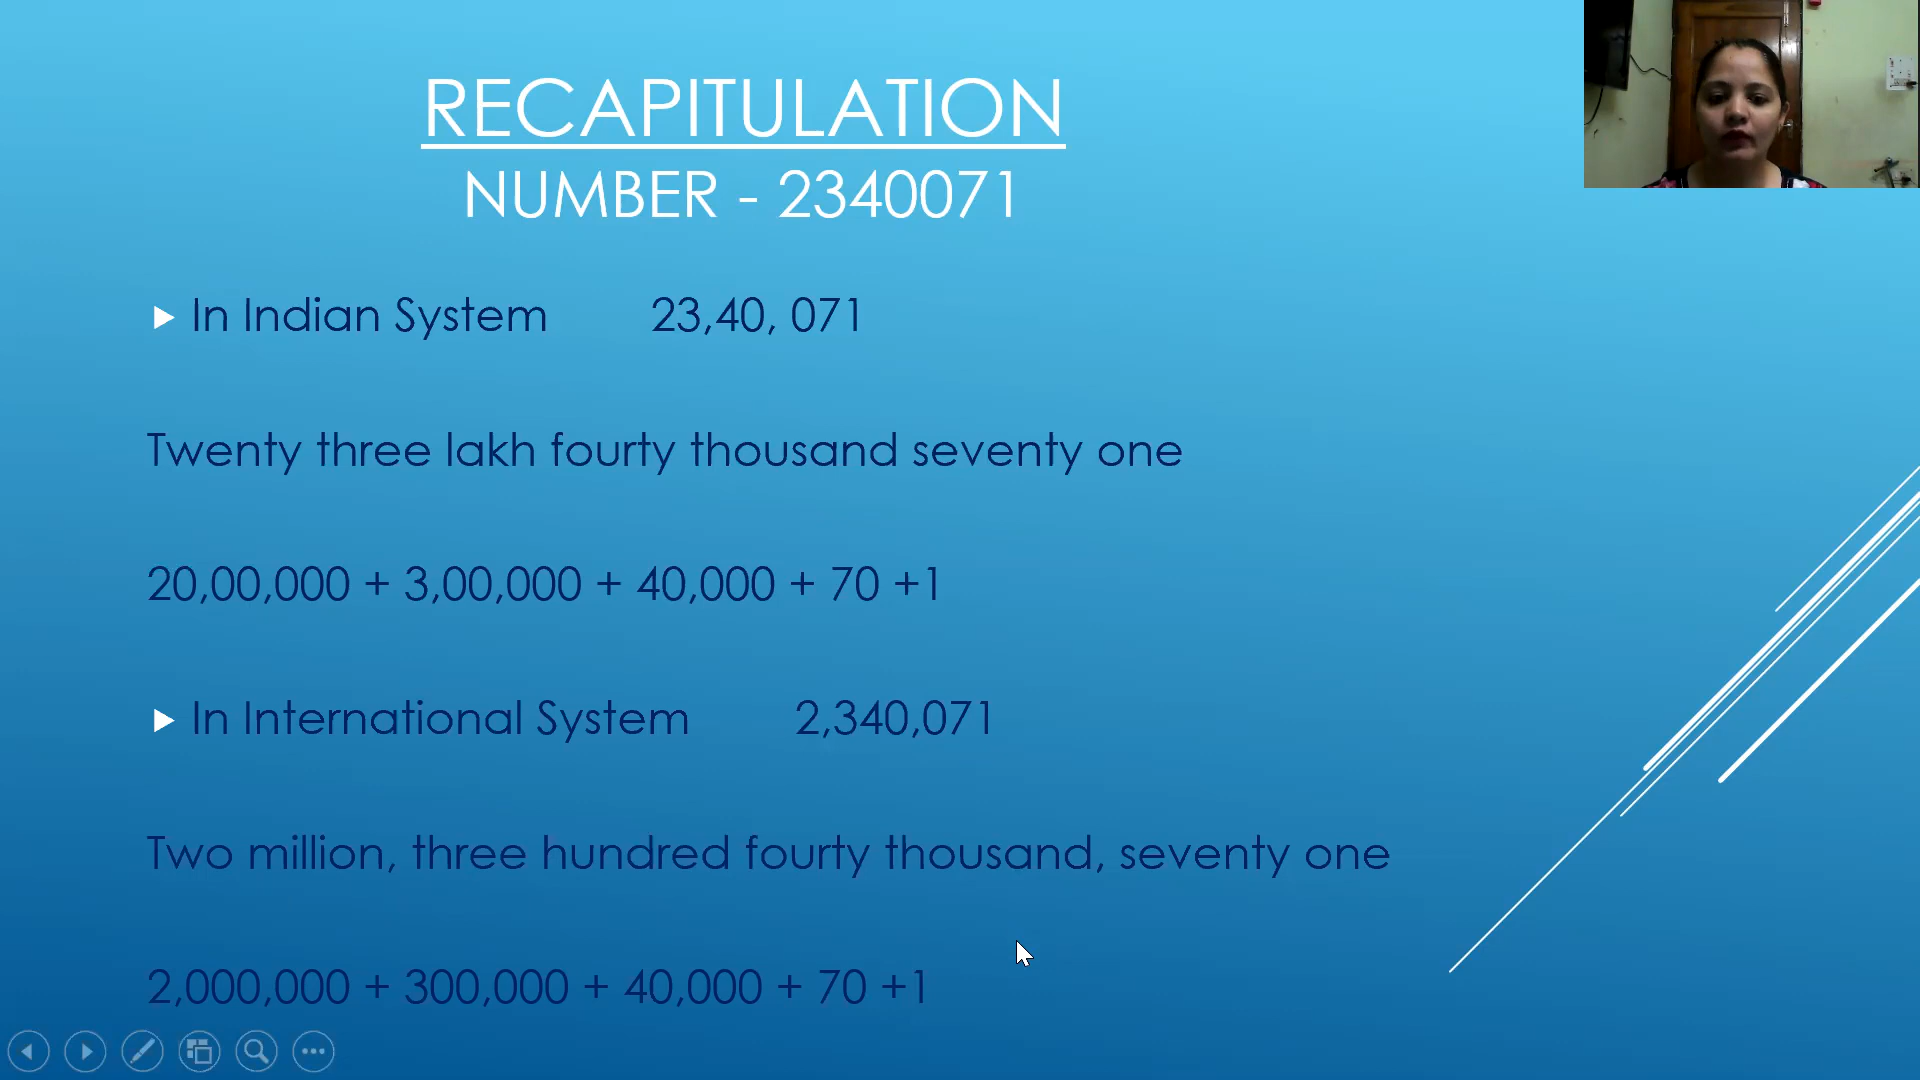 RECAPITULATION
NUMBER - 2340071
In Indian System 23,40, 071
Twenty three lakh fourty thousand seventy one
20,00,000 + 3,00,000 + 40,000 + 70 +1
In International System 2,340,071
Two million, three hundred fourty thousand, seventy one
2,000,000 + 300,000 + 40,000 + 70 +1